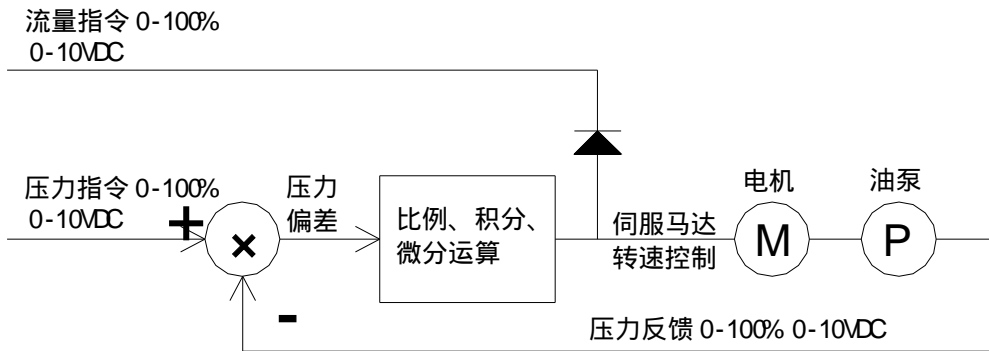 流量指令 0-100%
0-10VDC
压力指令 0-100%
0-10VDC
+
×
-
压力
偏差
比例、积分、
微分运算
伺服马达
转速控制
电机
M
油泵
P
压力反馈 0-100% 0-10VDC